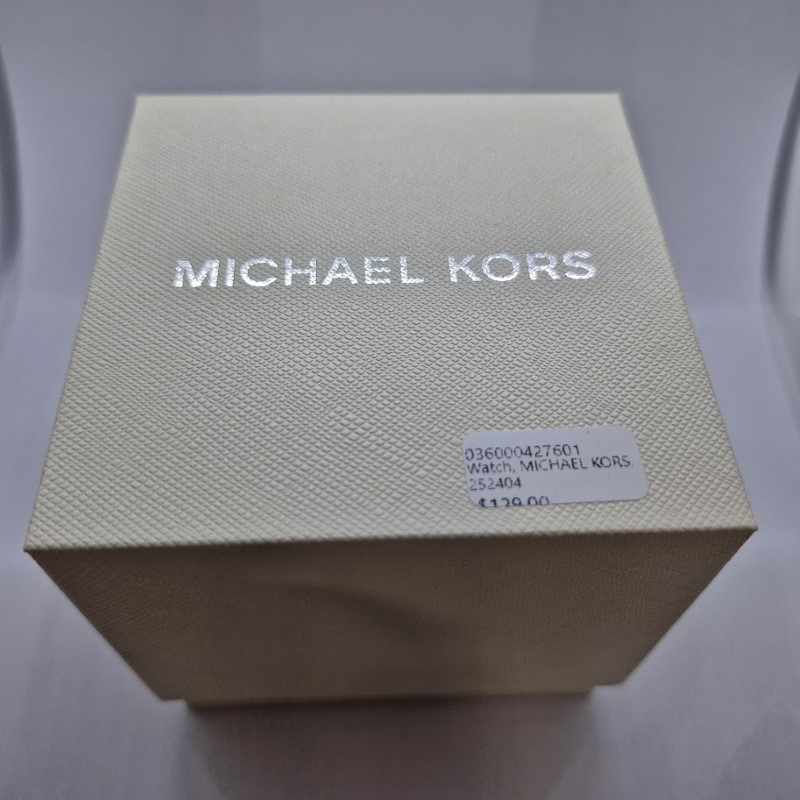 MICHAEL KORS
036000427601
Watch, MICHAEL KORS,
252404
$129.00